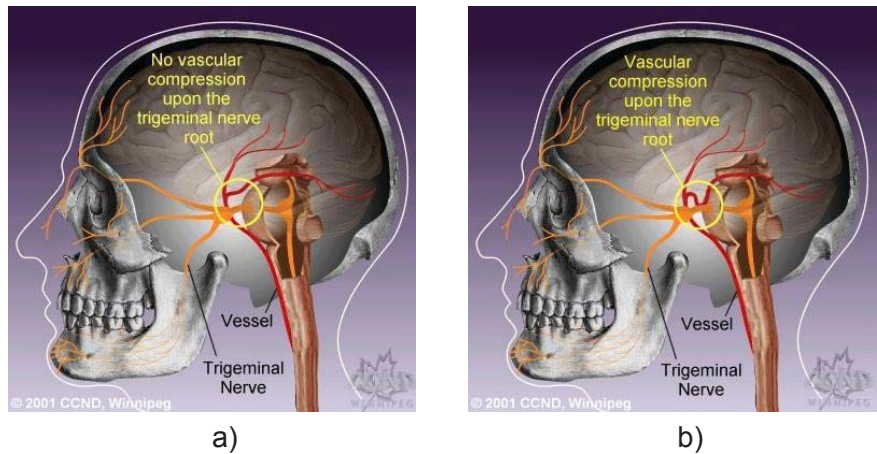 No vascular
compression
upon the
trigeminal nerve
root
Vessel
Trigeminal
Nerve
© 2001 CCND, Winnipeg
WINNIPEG
a)
Vascular
compression
upon the
trigeminal nerve
root
Vessel
Trigeminal
Nerve
© 2001 CCND, Winnipeg
WINNIPEG
b)